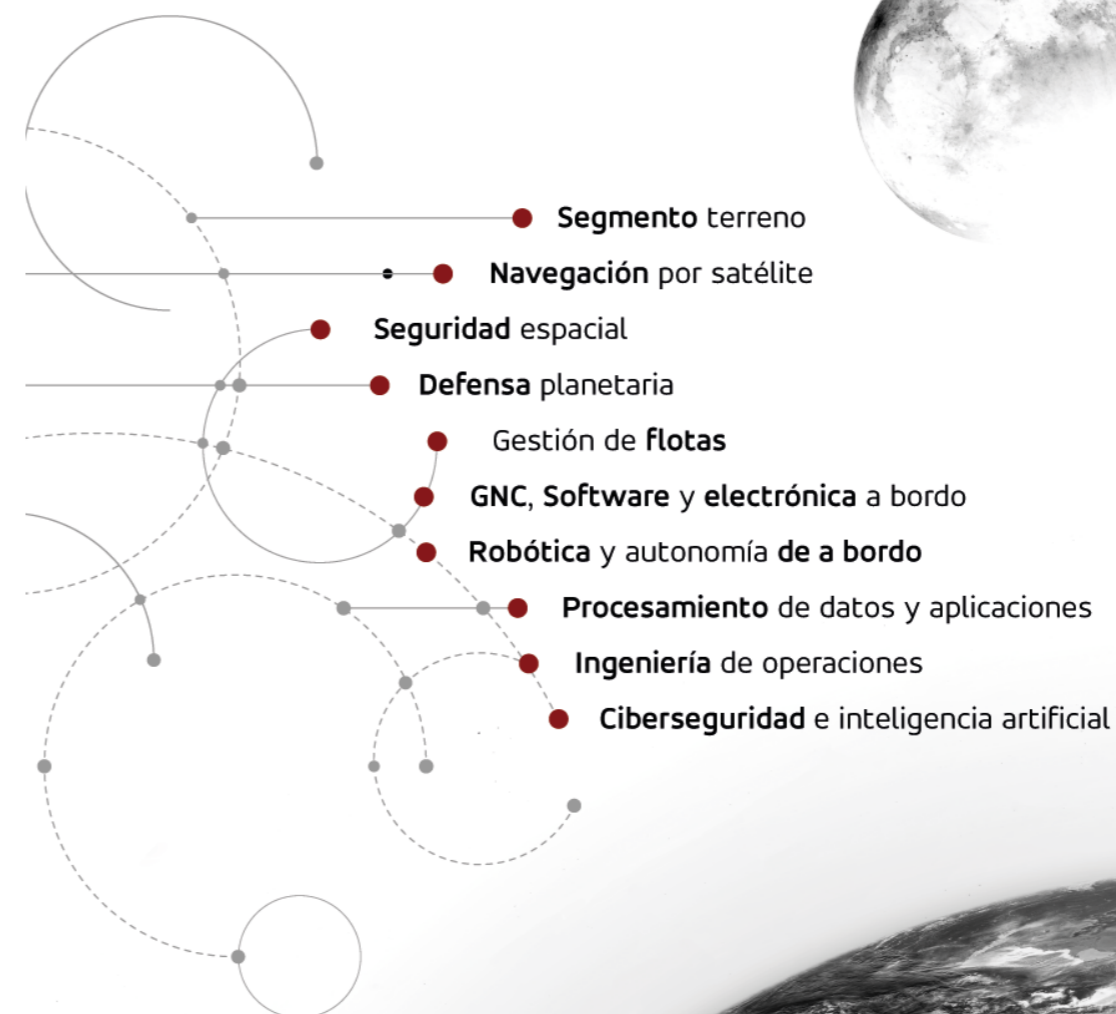 Segmento terreno
Navegación por satélite
Seguridad espacial
Defensa planetaria
Gestión de flotas
GNC, Software y electrónica a bordo
Robótica y autonomía de a bordo
Procesamiento de datos y aplicaciones
Ingeniería de operaciones
Ciberseguridad e inteligencia artificial